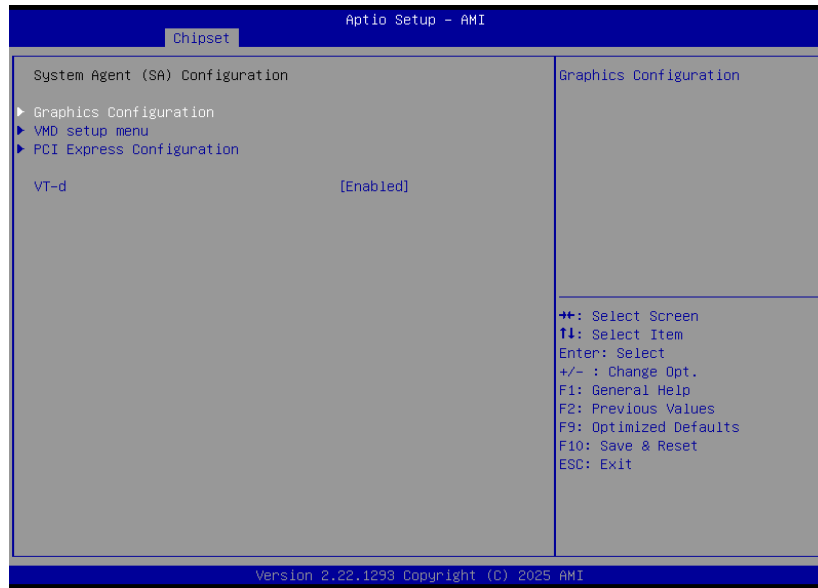 Aptio Setup - AMI
Chipset
System Agent (SA) Configuration
Graphics Configuration
VMD setup menu
PCI Express Configuration
VT-d [Enabled]
Graphics Configuration
→←: Select Screen
↑↓: Select Item
Enter: Select
+/- : Change Opt.
F1: General Help
F2: Previous Values
F9: Optimized Defaults
F10: Save & Reset
ESC: Exit
Version 2.22.1293 Copyright (C) 2025 AMI